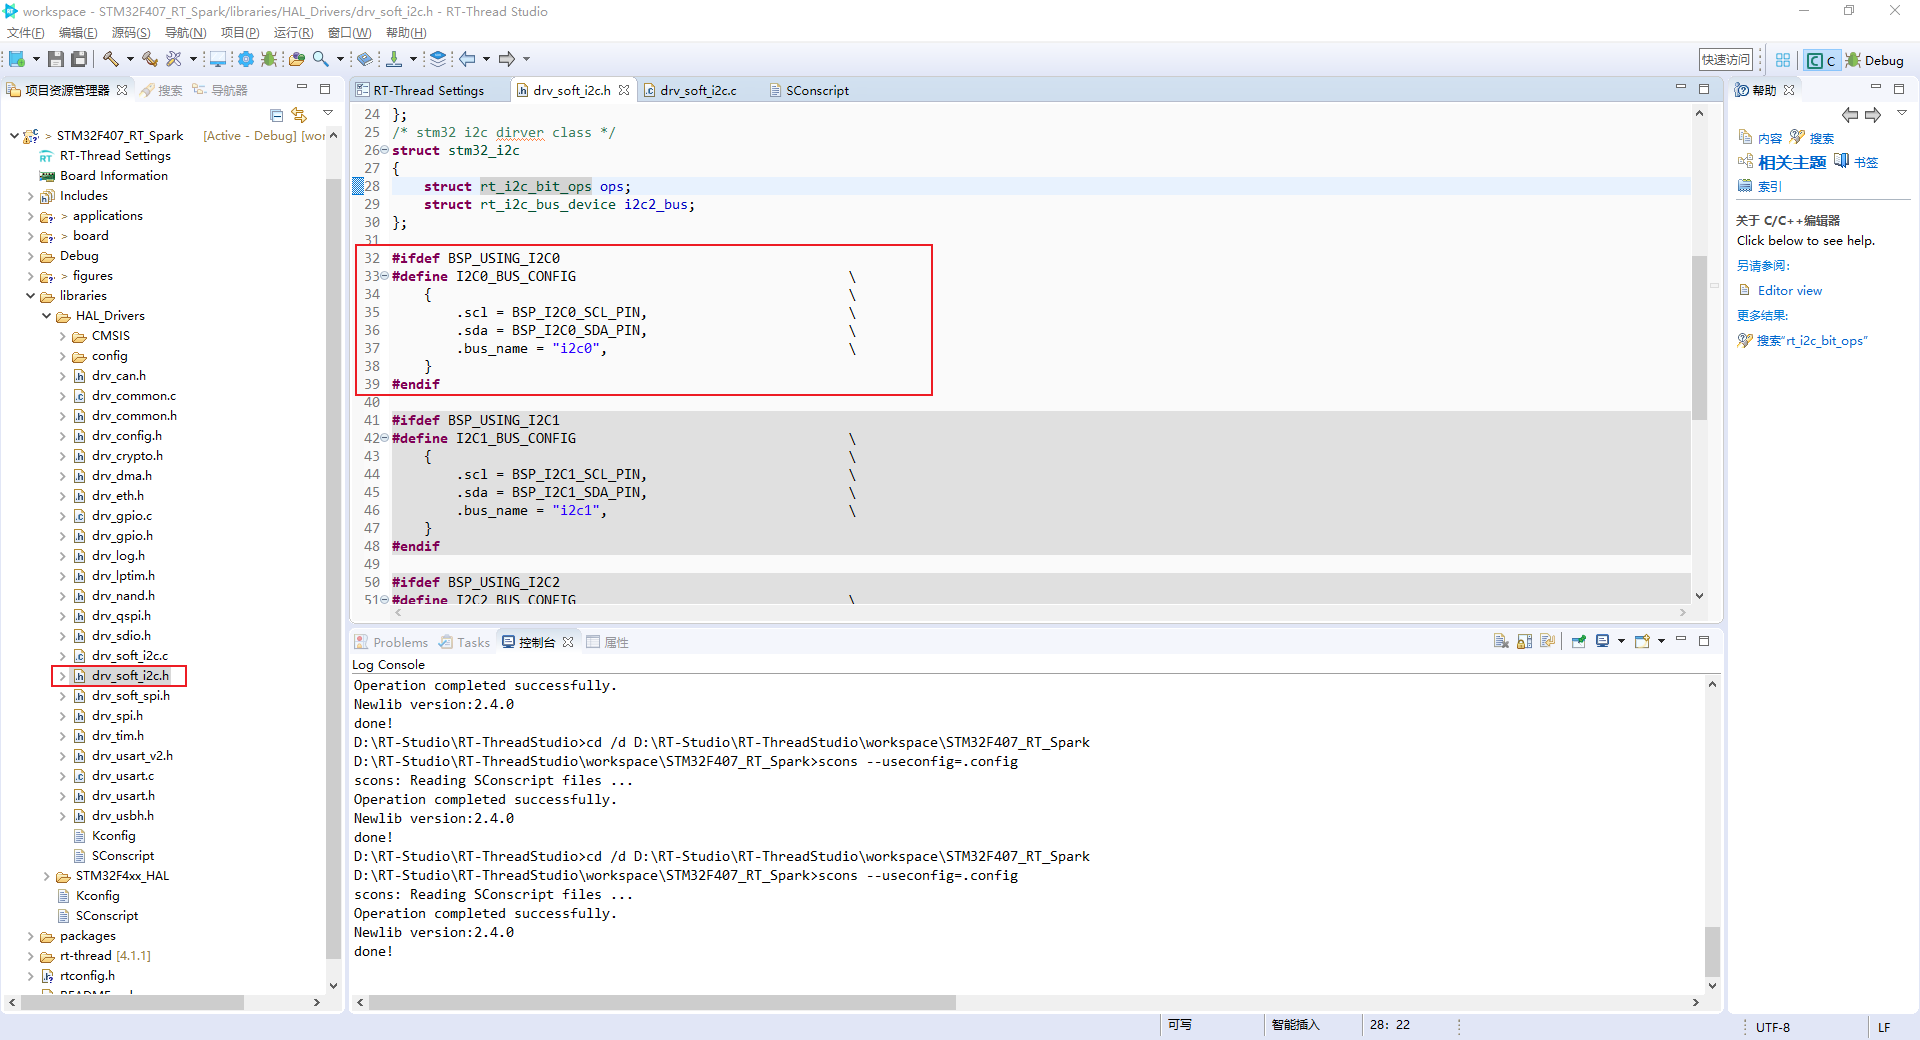 workspace - STM32F407_RT_Spark/libraries/HAL_Drivers/drv_soft_i2c.h - RT-Thread Studio
文件(F) 编辑(E) 源码(S) 导航(N) 项目(P) 运行(R) 窗口(W) 帮助(H)
快速访问 C Debug
项目资源管理器 搜索 导航器
> STM32F407_RT_Spark [Active - Debug] [wor
RT-Thread Settings
Board Information
Includes
> applications
> board
Debug
> figures
libraries
HAL_Drivers
CMSIS
config
drv_can.h
drv_common.c
drv_common.h
drv_config.h
drv_crypto.h
drv_dma.h
drv_eth.h
drv_gpio.c
drv_gpio.h
drv_log.h
drv_lptim.h
drv_nand.h
drv_qspi.h
drv_sdio.h
drv_soft_i2c.c
drv_soft_i2c.h
drv_soft_spi.h
drv_spi.h
drv_tim.h
drv_usart_v2.h
drv_usart.c
drv_usart.h
drv_usbh.h
Kconfig
SConscript
STM32F4xx_HAL
Kconfig
SConscript
packages
rt-thread [4.1.1]
rtconfig.h
RT-Thread Settings drv_soft_i2c.h drv_soft_i2c.c SConscript
24 };
25 /* stm32 i2c dirver class */
26 struct stm32_i2c
27 {
28 struct rt_i2c_bit_ops ops;
29 struct rt_i2c_bus_device i2c2_bus;
30 };
31
32 #ifdef BSP_USING_I2C0
33 #define I2C0_BUS_CONFIG \
34 { \
35 .scl = BSP_I2C0_SCL_PIN, \
36 .sda = BSP_I2C0_SDA_PIN, \
37 .bus_name = "i2c0", \
38 }
39 #endif
40
41 #ifdef BSP_USING_I2C1
42 #define I2C1_BUS_CONFIG \
43 { \
44 .scl = BSP_I2C1_SCL_PIN, \
45 .sda = BSP_I2C1_SDA_PIN, \
46 .bus_name = "i2c1", \
47 }
48 #endif
49
50 #ifdef BSP_USING_I2C2
51 #define I2C2_BUS_CONFIG \
Problems Tasks 控制台 属性
Log Console
Operation completed successfully.
Newlib version:2.4.0
done!
D:\RT-Studio\RT-ThreadStudio>cd /d D:\RT-Studio\RT-ThreadStudio\workspace\STM32F407_RT_Spark
D:\RT-Studio\RT-ThreadStudio\workspace\STM32F407_RT_Spark>scons --useconfig=.config
scons: Reading SConscript files ...
Operation completed successfully.
Newlib version:2.4.0
done!
D:\RT-Studio\RT-ThreadStudio>cd /d D:\RT-Studio\RT-ThreadStudio\workspace\STM32F407_RT_Spark
D:\RT-Studio\RT-ThreadStudio\workspace\STM32F407_RT_Spark>scons --useconfig=.config
scons: Reading SConscript files ...
Operation completed successfully.
Newlib version:2.4.0
done!
帮助
内容 搜索
相关主题 书签
索引
关于 C/C++编辑器
Click below to see help.
另请参阅:
Editor view
更多结果:
搜索"rt_i2c_bit_ops"
可写 智能插入 28: 22 UTF-8 LF